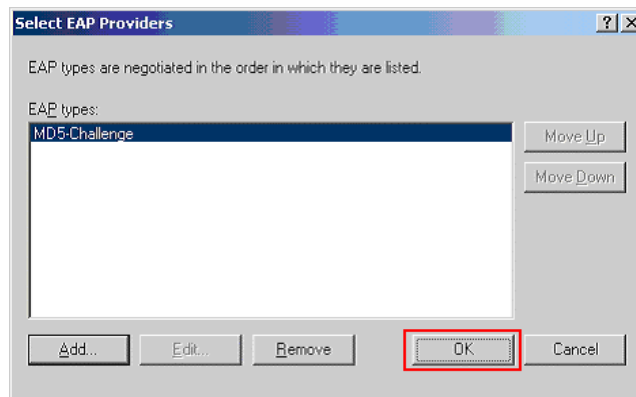 Select EAP Providers
EAP types are negotiated in the order in which they are listed.
EAP types:
MD5-Challenge
Move Up
Move Down
Add...
Edit...
Remove
OK
Cancel